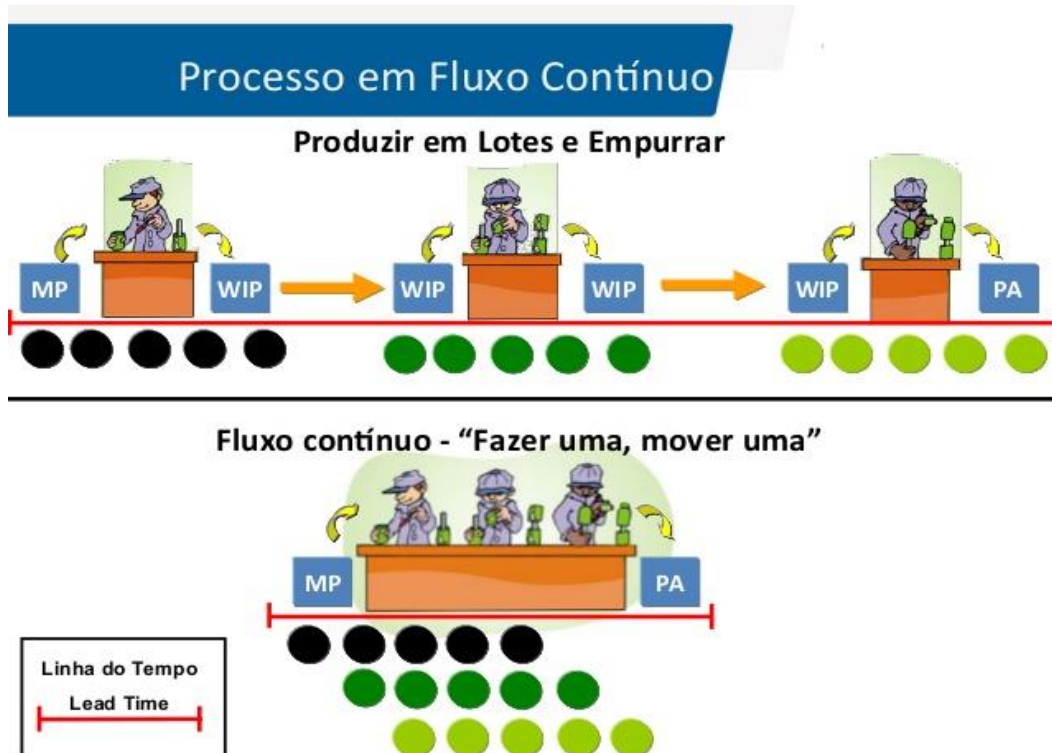 Processo em Fluxo Contínuo
Produzir em Lotes e Empurrar
MP
WIP
WIP
WIP
WIP
PA
Fluxo contínuo - “Fazer uma, mover uma”
MP
PA
Linha do Tempo
Lead Time